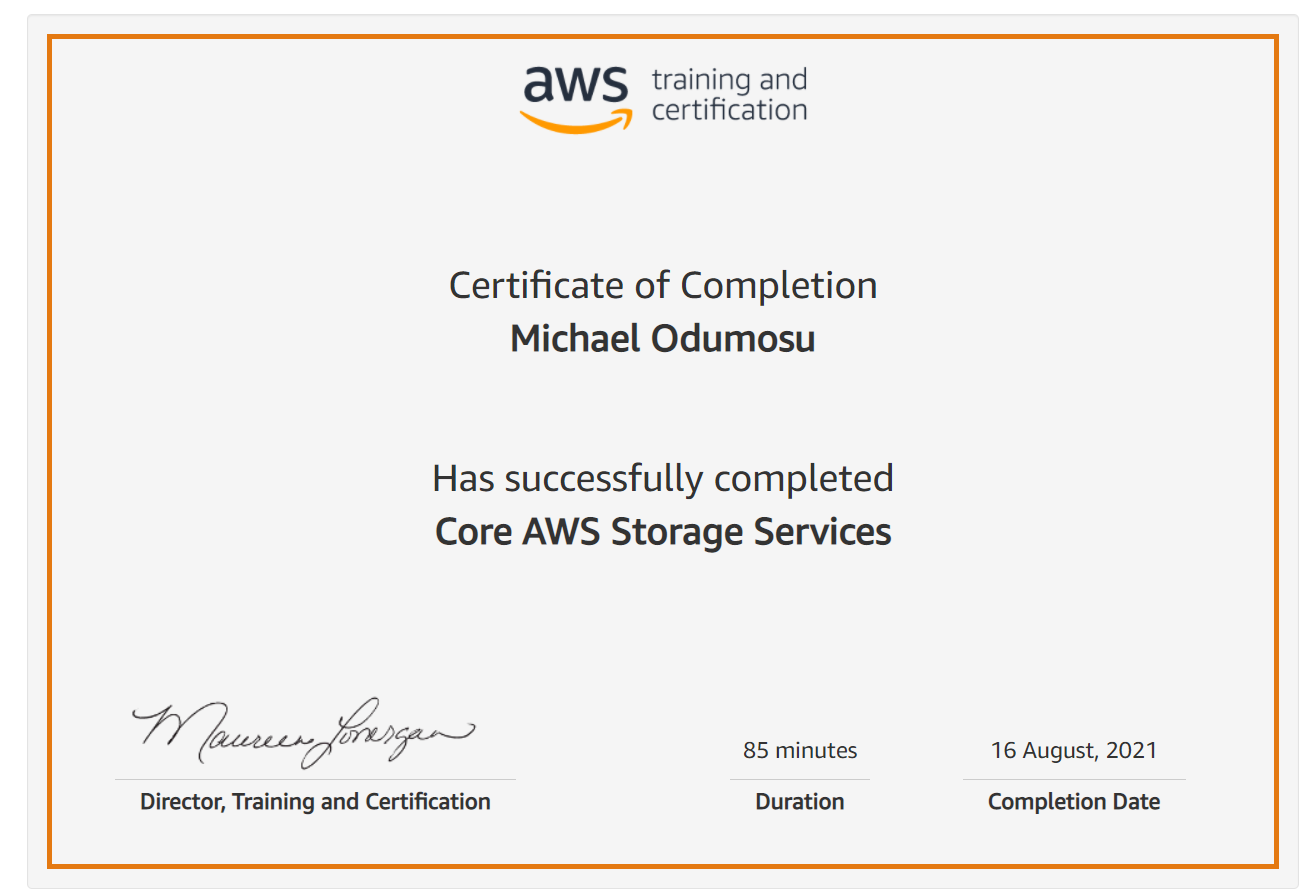 aws training and
certification
Certificate of Completion
Michael Odumosu
Has successfully completed
Core AWS Storage Services
Maureen Lonergan
Director, Training and Certification
85 minutes
Duration
16 August, 2021
Completion Date